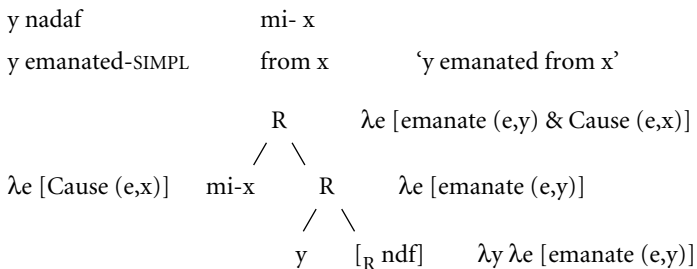 y nadaf mi- x
y emanated-SIMPL from x ‘y emanated from x’
R λe [emanate (e,y) & Cause (e,x)]
λe [Cause (e,x)] mi-x R λe [emanate (e,y)]
y [R ndf] λy λe [emanate (e,y)]